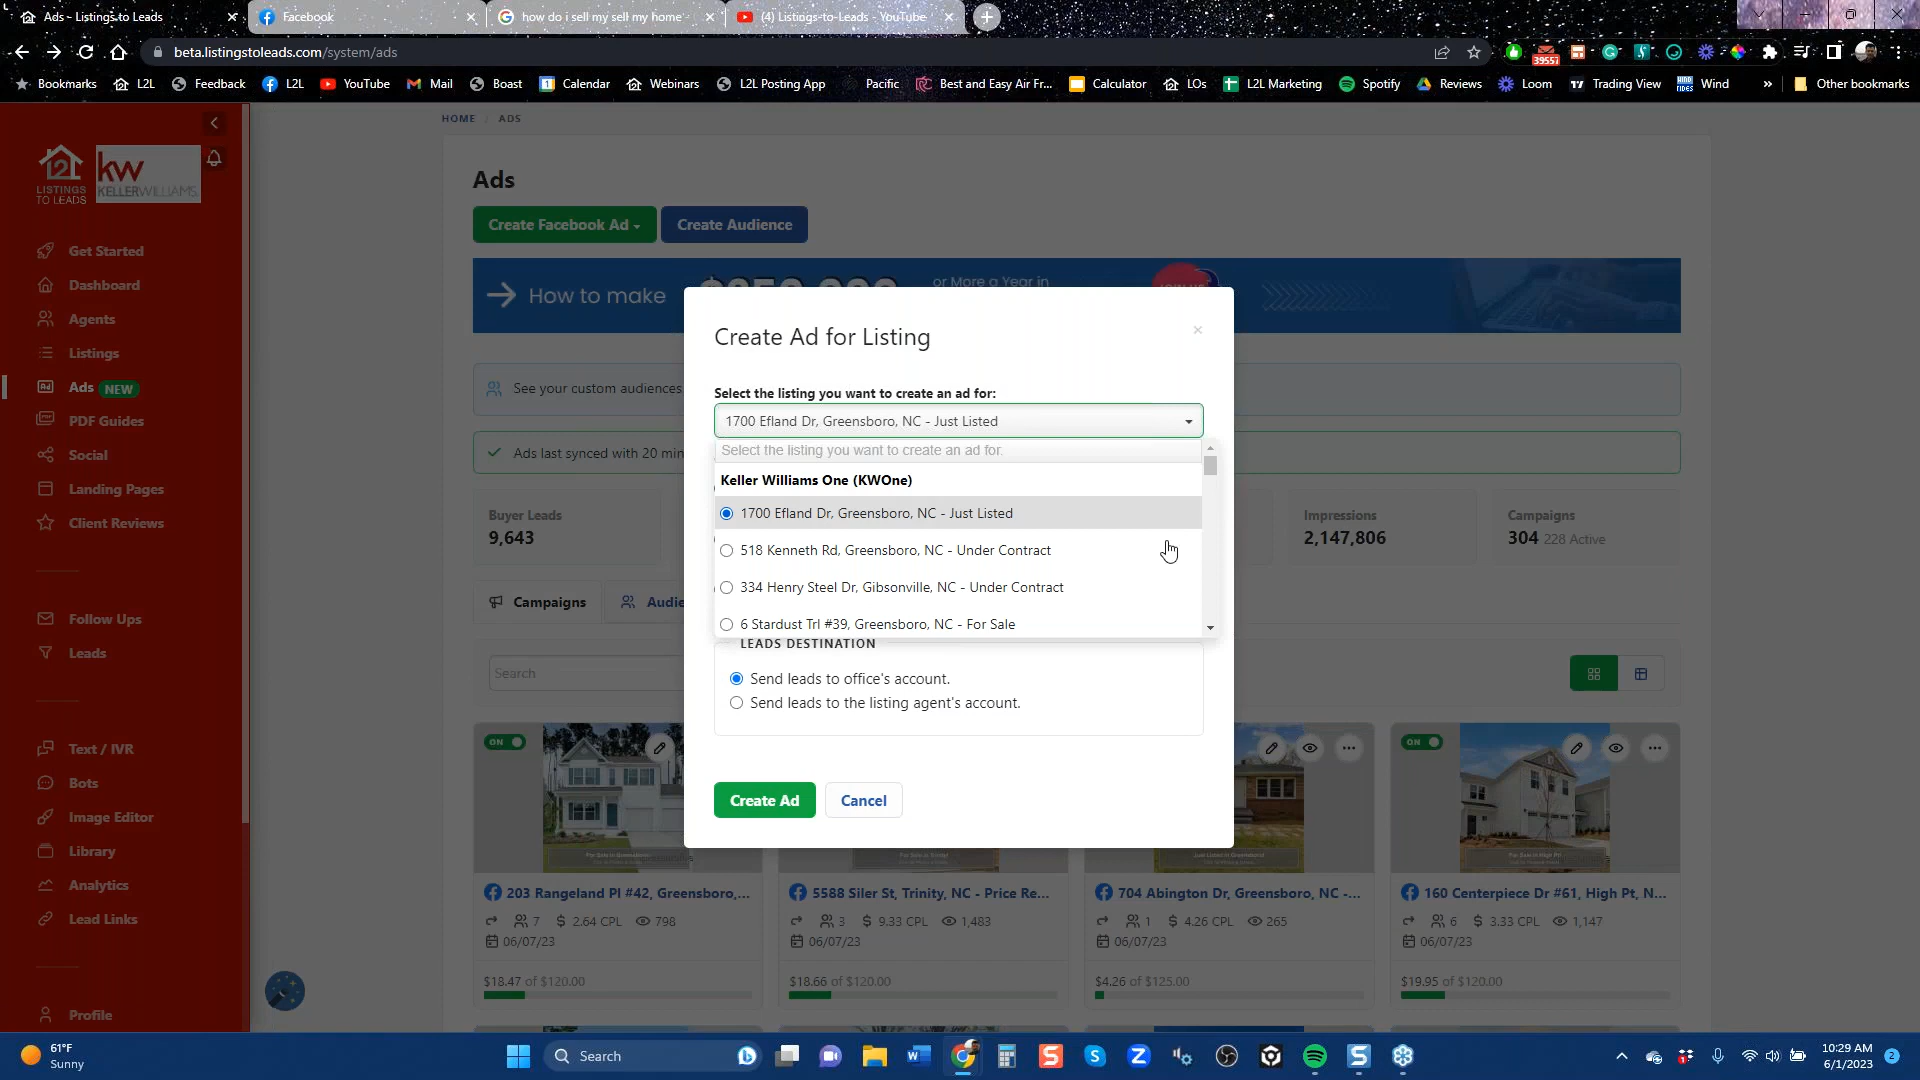 Ads - Listings to Leads
Facebook
how do i sell my sell my home
(4) Listings-to-Leads - YouTube
beta.listingstoleads.com/system/ads
39557
Bookmarks L2L Feedback L2L YouTube Mail Boast Calendar Webinars L2L Posting App Pacific Best and Easy Air Fr... Calculator LOs L2L Marketing Spotify Reviews Loom Trading View Wind » Other bookmarks
HOME / ADS
LISTINGS
TO LEADS
kw
KELLERWILLIAMS.
Get Started
Dashboard
Agents
Listings
Ads NEW
PDF Guides
Social
Landing Pages
Client Reviews
Follow Ups
Leads
Text / IVR
Bots
Image Editor
Library
Analytics
Lead Links
Profile
Ads
Create Facebook Ad
Create Audience
How to make
or More a Year in
See your custom audiences
Ads last synced with 20 min
Buyer Leads
9,643
Impressions
2,147,806
Campaigns
304 228 Active
Campaigns
Audie
Search
Create Ad for Listing
×
Select the listing you want to create an ad for:
1700 Efland Dr, Greensboro, NC - Just Listed
Select the listing you want to create an ad for.
Keller Williams One (KWOne)
1700 Efland Dr, Greensboro, NC - Just Listed
518 Kenneth Rd, Greensboro, NC - Under Contract
334 Henry Steel Dr, Gibsonville, NC - Under Contract
6 Stardust Trl #39, Greensboro, NC - For Sale
LEADS DESTINATION
Send leads to office's account.
Send leads to the listing agent's account.
Create Ad
Cancel
ON
ON
203 Rangeland Pl #42, Greensboro,...
7 $ 2.64 CPL 798
06/07/23
$18.47 of $120.00
5588 Siler St, Trinity, NC - Price Re...
3 $ 9.33 CPL 1,483
06/07/23
$18.66 of $120.00
704 Abington Dr, Greensboro, NC -...
1 $ 4.26 CPL 265
06/07/23
$4.26 of $125.00
160 Centerpiece Dr #61, High Pt, N...
6 $ 3.33 CPL 1,147
06/07/23
$19.95 of $120.00
61°F
Sunny
Search
10:29 AM
6/1/2023
2